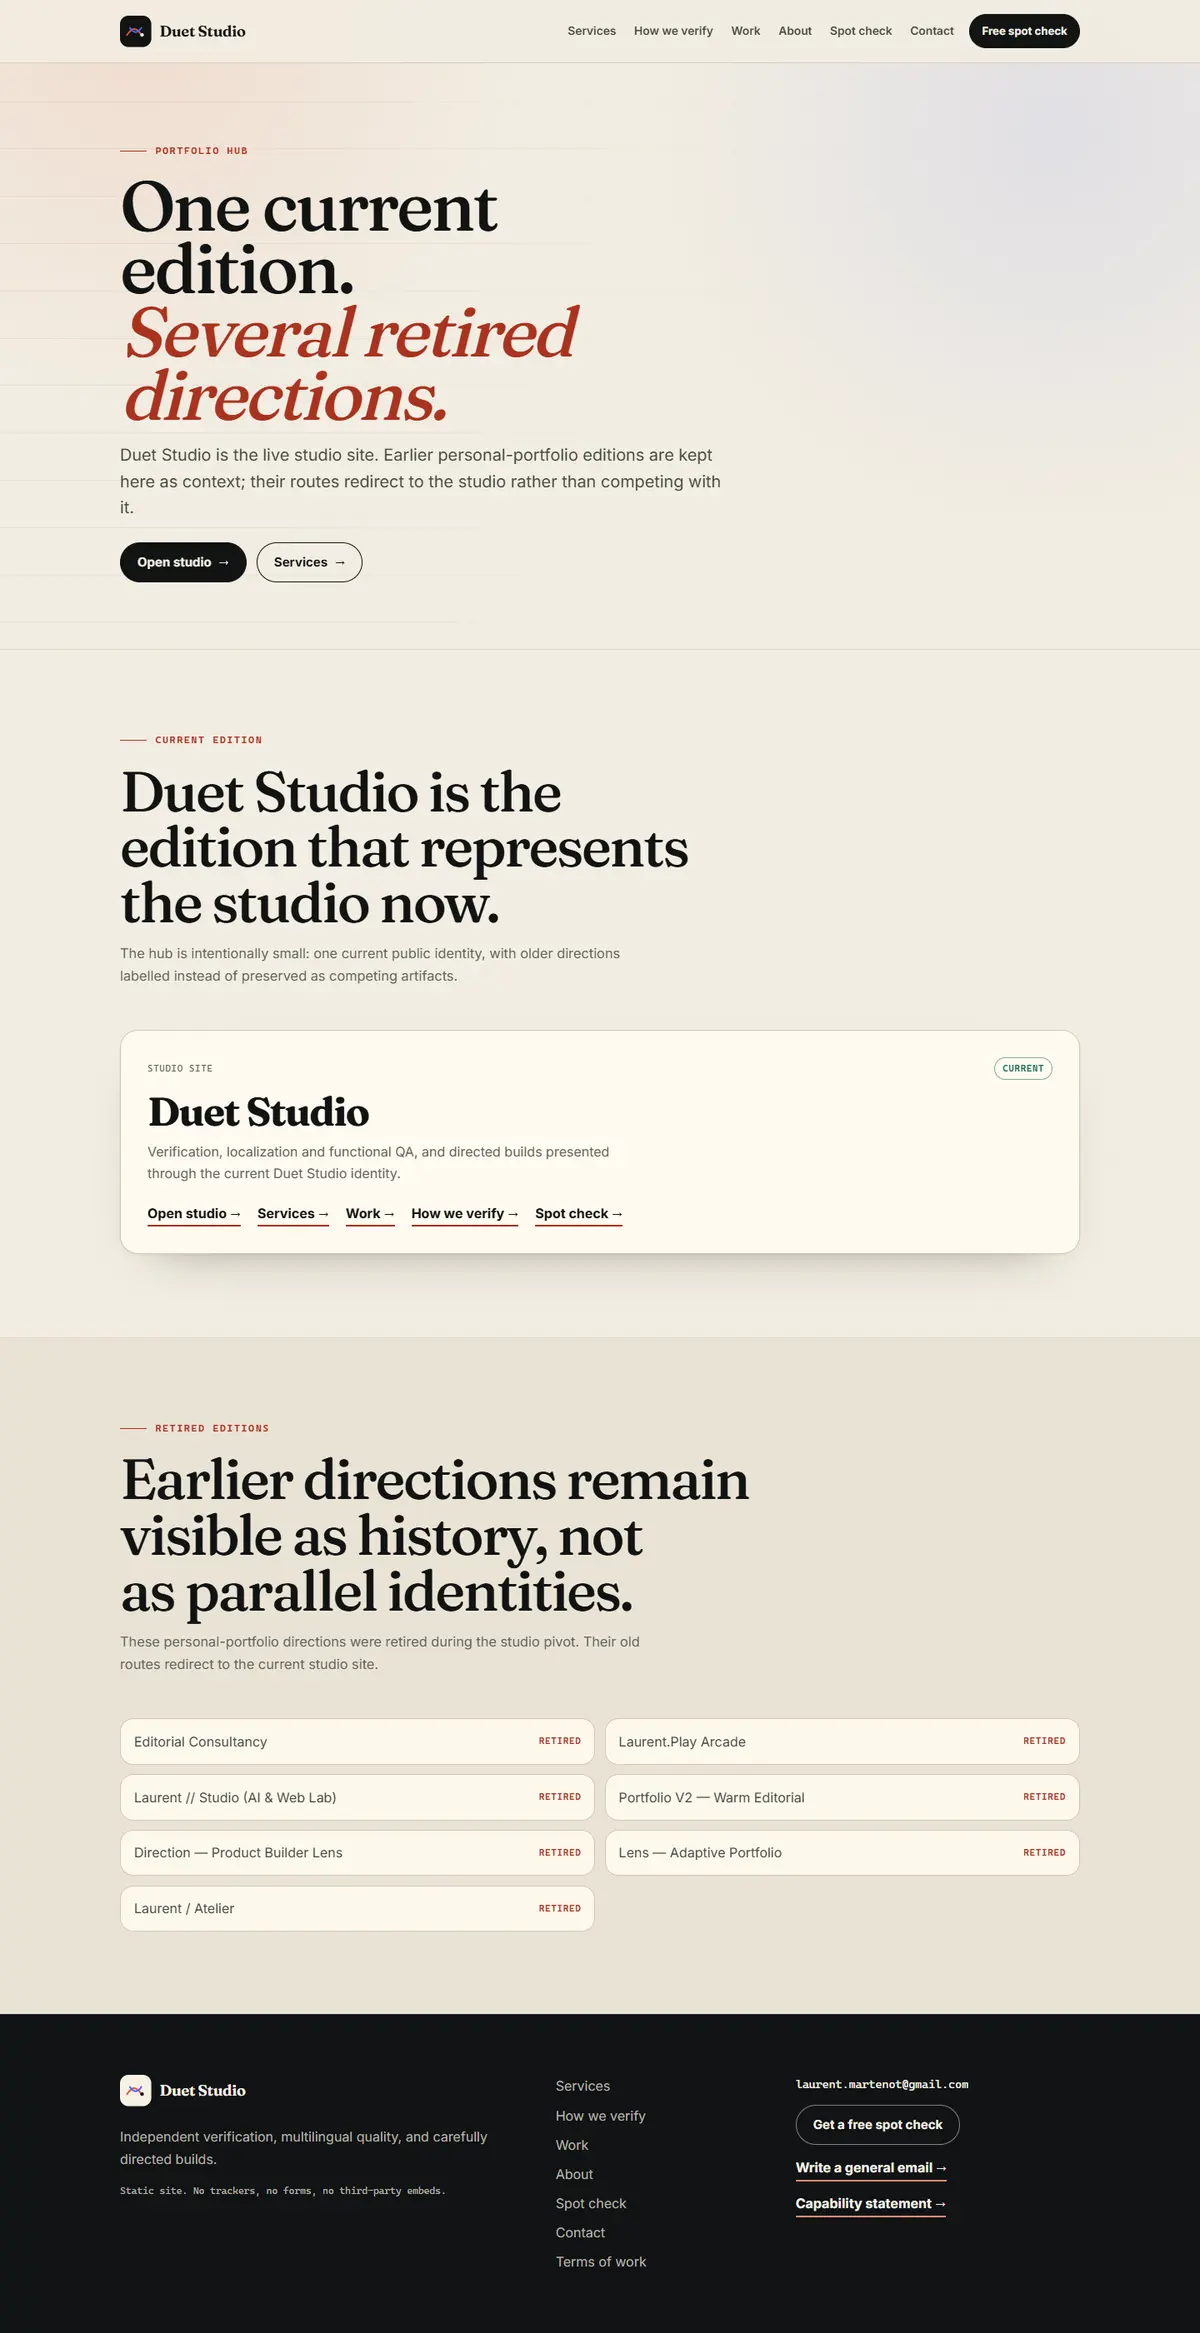 Duet Studio
Services How we verify Work About Spot check Contact Free spot check
PORTFOLIO HUB
One current
edition.
Several retired
directions.
Duet Studio is the live studio site. Earlier personal-portfolio editions are kept
here as context; their routes redirect to the studio rather than competing with
it.
Open studio → Services →
CURRENT EDITION
Duet Studio is the
edition that represents
the studio now.
The hub is intentionally small: one current public identity, with older directions
labelled instead of preserved as competing artifacts.
STUDIO SITE CURRENT
Duet Studio
Verification, localization and functional QA, and directed builds presented
through the current Duet Studio identity.
Open studio → Services → Work → How we verify → Spot check →
RETIRED EDITIONS
Earlier directions remain
visible as history, not
as parallel identities.
These personal-portfolio directions were retired during the studio pivot. Their old
routes redirect to the current studio site.
Editorial Consultancy RETIRED
Laurent.Play Arcade RETIRED
Laurent // Studio (AI & Web Lab) RETIRED
Portfolio V2 — Warm Editorial RETIRED
Direction — Product Builder Lens RETIRED
Lens — Adaptive Portfolio RETIRED
Laurent / Atelier RETIRED
Duet Studio
Independent verification, multilingual quality, and carefully
directed builds.
Static site. No trackers, no forms, no third-party embeds.
Services
How we verify
Work
About
Spot check
Contact
Terms of work
laurent.martenot@gmail.com
Get a free spot check
Write a general email →
Capability statement →